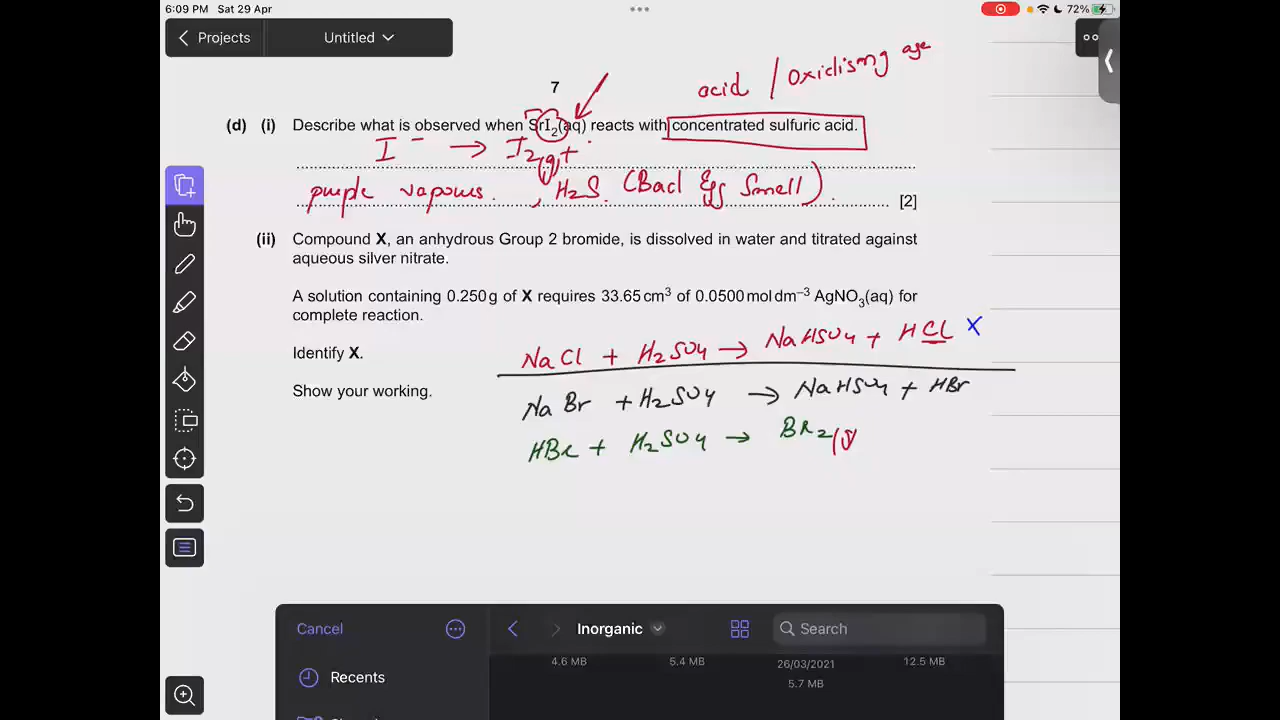 6:09 PM Sat 29 Apr 72%
Projects Untitled
7
acid / Oxidising age
(d) (i) Describe what is observed when SrI₂(aq) reacts with concentrated sulfuric acid.
I⁻ → I₂(g) + .
purple vapours. , H₂S. (Bad Egg Smell).
[2]
(ii) Compound X, an anhydrous Group 2 bromide, is dissolved in water and titrated against
aqueous silver nitrate.
A solution containing 0.250 g of X requires 33.65 cm³ of 0.0500 mol dm⁻³ AgNO₃(aq) for
complete reaction.
Identify X.
NaCl + H₂SO₄ → NaHSO₄ + HCl X
Show your working.
NaBr + H₂SO₄ → NaHSO₄ + HBr
HBr + H₂SO₄ → Br₂(
Cancel Inorganic Search
4.6 MB 5.4 MB 26/03/2021 12.5 MB
5.7 MB
Recents